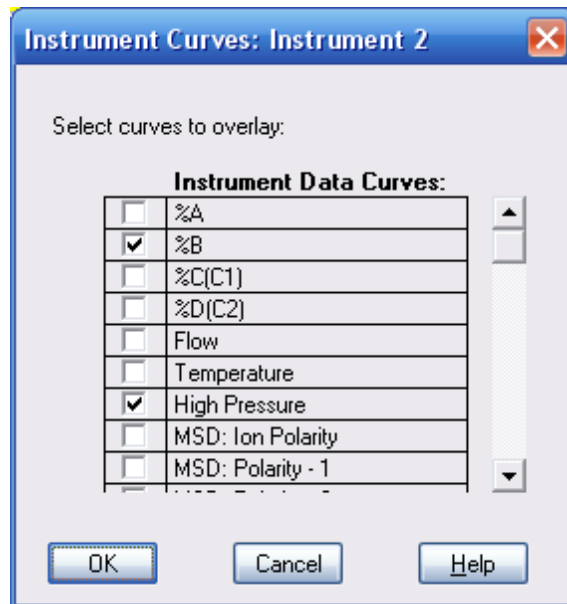 Instrument Curves: Instrument 2
Select curves to overlay:
Instrument Data Curves:
%A
%B
%C(C1)
%D(C2)
Flow
Temperature
High Pressure
MSD: Ion Polarity
MSD: Polarity - 1
OK
Cancel
Help